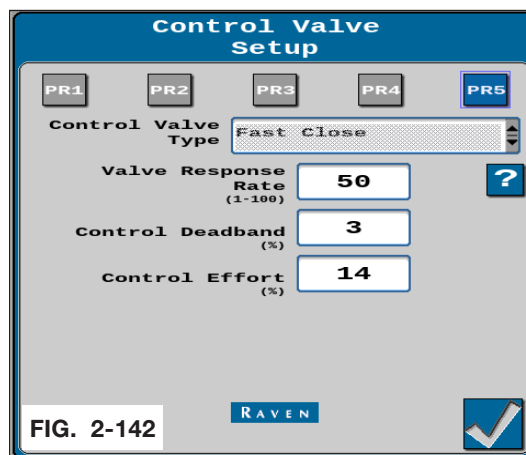 Control Valve
Setup
PR1 PR2 PR3 PR4 PR5
Control Valve
Type
Fast Close
Valve Response
Rate
(1-100)
50
?
Control Deadband
(%)
3
Control Effort
(%)
14
RAVEN
FIG. 2-142